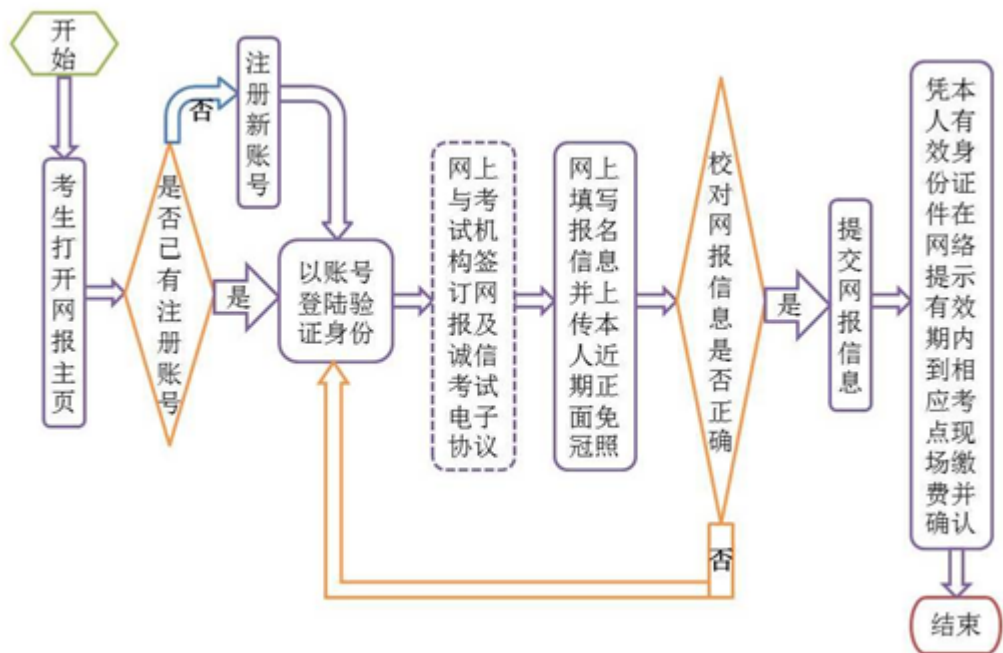 开
始
考
生
打
开
网
报
主
页
是
否
已
有
注
册
账
号
否
注
册
新
账
号
是
以账号
登陆验
证身份
网上
与考
试机
构签
订网
报及
诚信
考试
电子
协议
网上
填写
报名
信息
并上
传本
人近
期正
面免
冠照
校
对
网
报
信
息
是
否
正
确
否
是
提
交
网
报
信
息
凭本
人有
效身
份证
件在
网络
提示
有效
期内
到相
应考
点现
场缴
费并
确认
结束